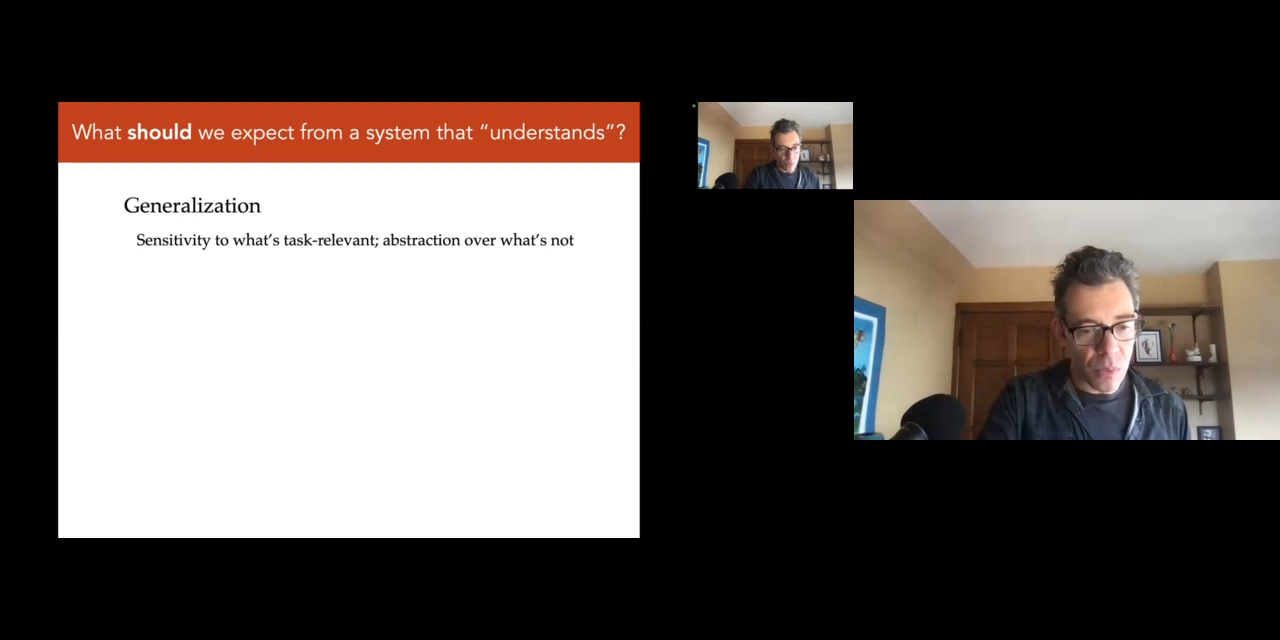 What should we expect from a system that “understands”?
Generalization
Sensitivity to what’s task-relevant; abstraction over what’s not